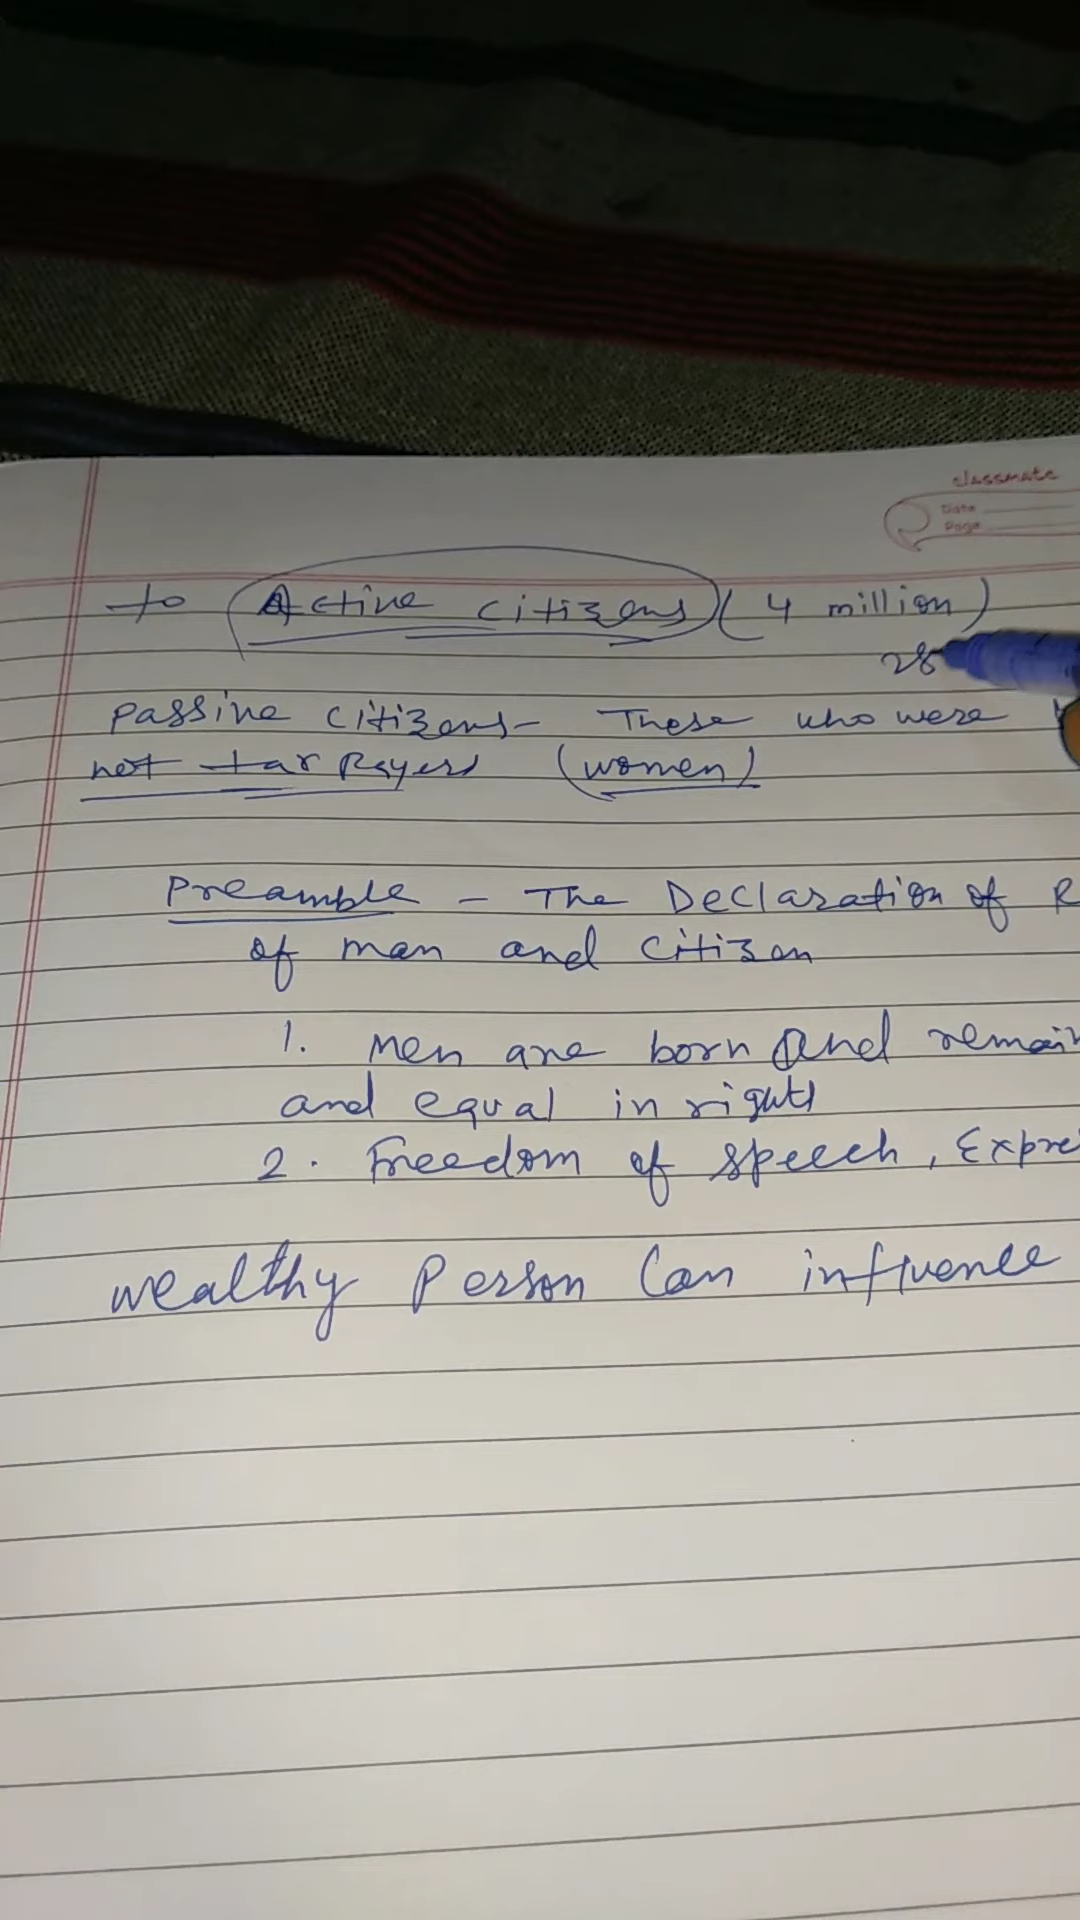 classmate
Date
Page
to Active citizens (4 million)
28
Passive citizens - These who were
not tax Payers (women)
Preamble - The Declaration of R
of man and citizen
1. Men are born and remain
and equal in rights
2. Freedom of speech, Expre
wealthy Person Can influence